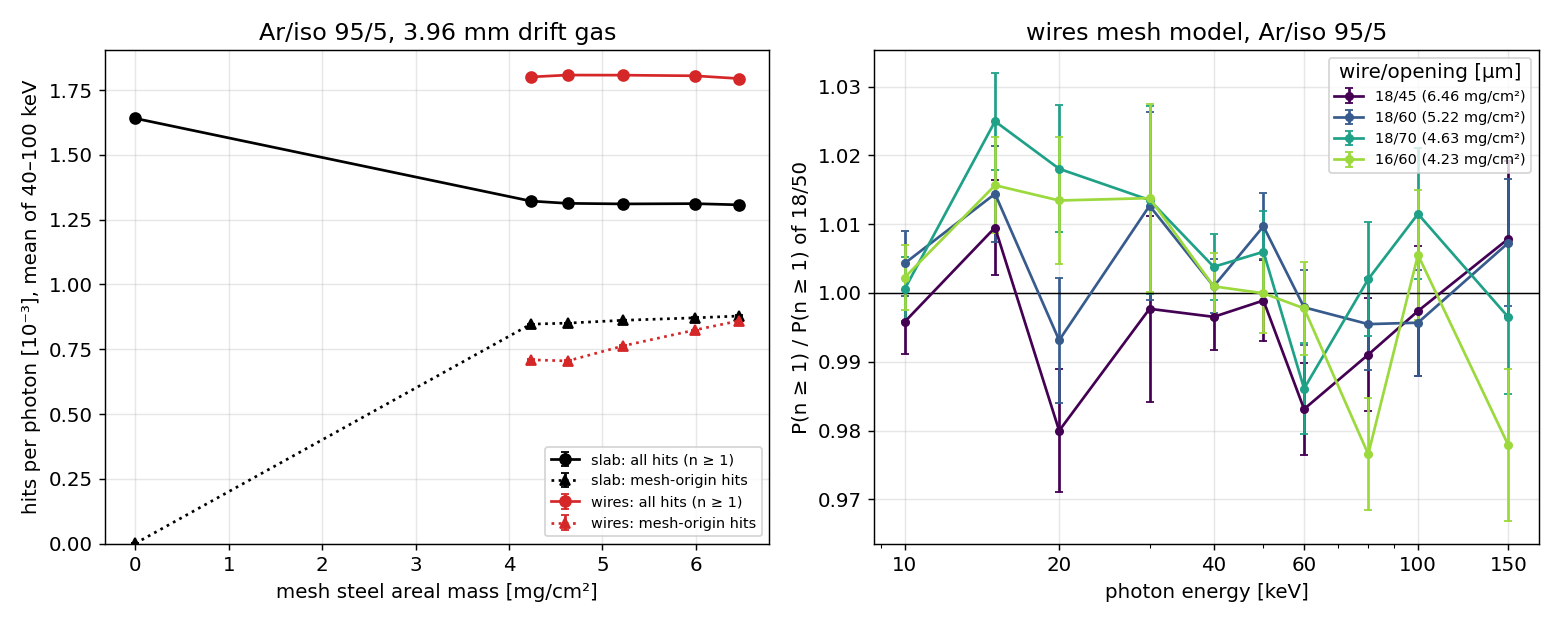 Ar/iso 95/5, 3.96 mm drift gas
hits per photon [10⁻³], mean of 40–100 keV
1.75
1.50
1.25
1.00
0.75
0.50
0.25
0.00
slab: all hits (n ≥ 1)
slab: mesh-origin hits
wires: all hits (n ≥ 1)
wires: mesh-origin hits
0 1 2 3 4 5 6
mesh steel areal mass [mg/cm²]
wires mesh model, Ar/iso 95/5
P(n ≥ 1) / P(n ≥ 1) of 18/50
1.03
1.02
1.01
1.00
0.99
0.98
0.97
wire/opening [μm]
18/45 (6.46 mg/cm²)
18/60 (5.22 mg/cm²)
18/70 (4.63 mg/cm²)
16/60 (4.23 mg/cm²)
10 20 40 60 100 150
photon energy [keV]